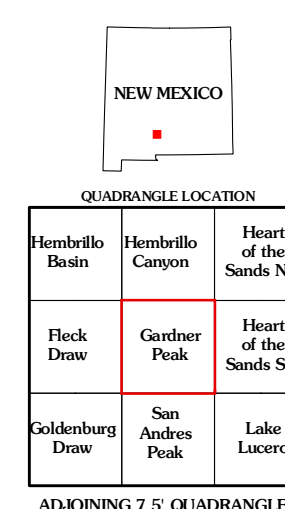 NEW MEXICO
QUADRANGLE LOCATION
Hembrillo
Basin
Hembrillo
Canyon
Heart
of the
Sands N
Fleck
Draw
Gardner
Peak
Heart
of the
Sands S
Goldenburg
Draw
San
Andres
Peak
Lake
Lucero
ADJOINING 7.5' QUADRANGLE